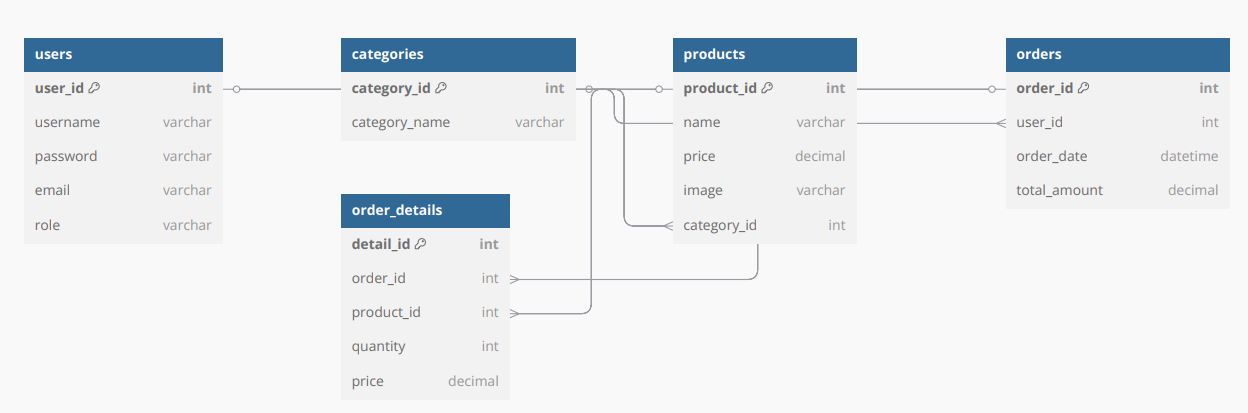 users
user_id int
username varchar
password varchar
email varchar
role varchar
categories
category_id int
category_name varchar
order_details
detail_id int
order_id int
product_id int
quantity int
price decimal
products
product_id int
name varchar
price decimal
image varchar
category_id int
orders
order_id int
user_id int
order_date datetime
total_amount decimal